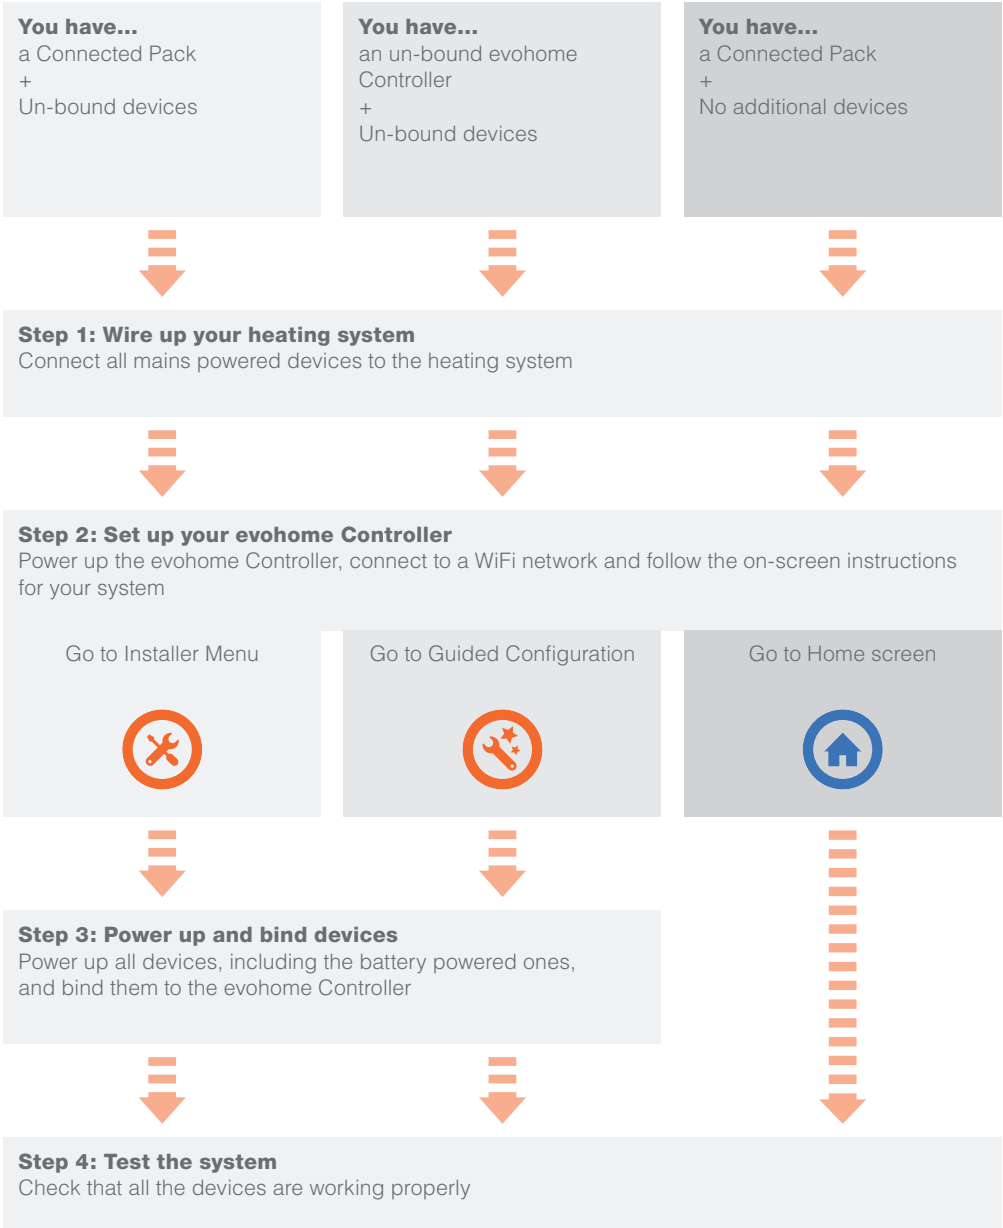 You have...
a Connected Pack
+
Un-bound devices
You have...
an un-bound evohome
Controller
+
Un-bound devices
You have...
a Connected Pack
+
No additional devices
Step 1: Wire up your heating system
Connect all mains powered devices to the heating system
Step 2: Set up your evohome Controller
Power up the evohome Controller, connect to a WiFi network and follow the on-screen instructions
for your system
Go to Installer Menu
Go to Guided Configuration
Go to Home screen
Step 3: Power up and bind devices
Power up all devices, including the battery powered ones,
and bind them to the evohome Controller
Step 4: Test the system
Check that all the devices are working properly